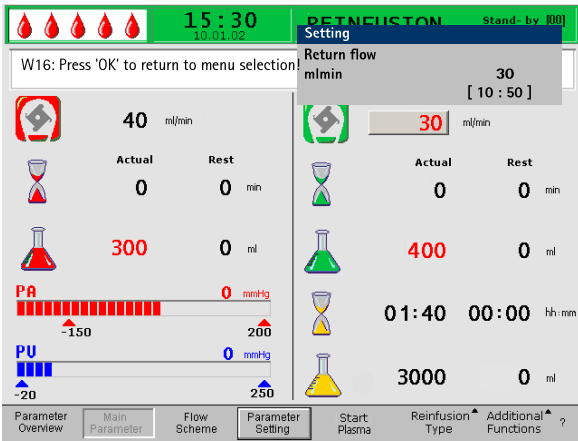 15:30
10.01.02
REINFUSION
Stand- by [00]
Setting
Return flow
mlmin 30
[ 10 : 50 ]
W16: Press 'OK' to return to menu selection!
40 ml/min
30 ml/min
Actual Rest
0 0 min
Actual Rest
0 0 min
300 0 ml
400 0 ml
PA 0 mmHg
-150 200
01:40 00:00 hh:mm
PV 0 mmHg
-20 250
3000 0 ml
Parameter
Overview
Main
Parameter
Flow
Scheme
Parameter
Setting
Start
Plasma
Reinfusion
Type
Additional
Functions
?